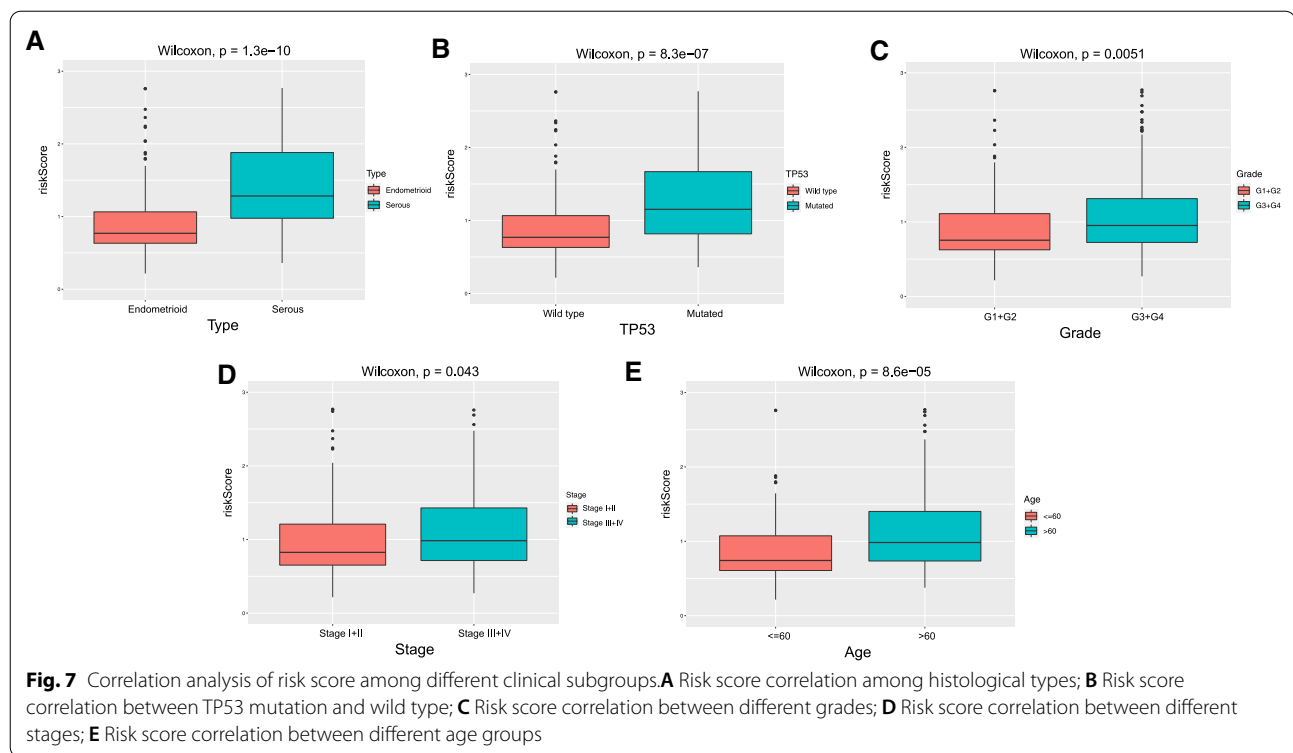 A
Wilcoxon, p = 1.3e−10
3
2
1
0
riskScore
Endometrioid
Serous
Type
Type
Endometrioid
Serous
B
Wilcoxon, p = 8.3e−07
3
2
1
0
riskScore
Wild type
Mutated
TP53
TP53
Wild type
Mutated
C
Wilcoxon, p = 0.0051
3
2
1
0
riskScore
G1+G2
G3+G4
Grade
Grade
G1+G2
G3+G4
D
Wilcoxon, p = 0.043
3
2
1
0
riskScore
Stage I+II
Stage III+IV
Stage
Stage
Stage I+II
Stage III+IV
E
Wilcoxon, p = 8.6e−05
3
2
1
0
riskScore
<=60
>60
Age
Age
<=60
>60
Fig. 7 Correlation analysis of risk score among different clinical subgroups.A Risk score correlation among histological types; B Risk score
correlation between TP53 mutation and wild type; C Risk score correlation between different grades; D Risk score correlation between different
stages; E Risk score correlation between different age groups